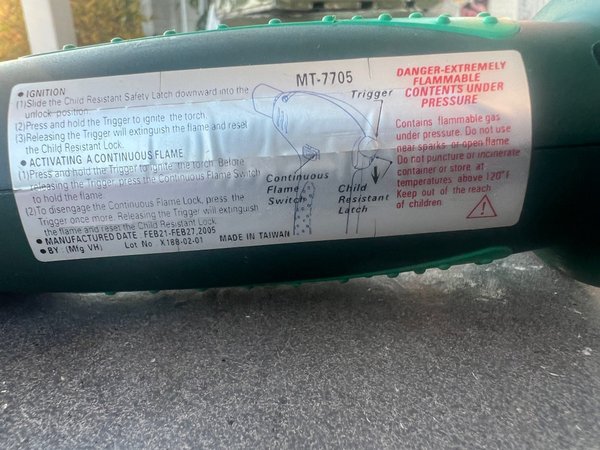 ● IGNITION
(1)Slide the Child Resistant Safety Latch downward into the
unlock position.
(2)Press and hold the Trigger to ignite the torch.
(3)Releasing the Trigger will extinguish the flame and reset
the Child Resistant Lock.
● ACTIVATING A CONTINUOUS FLAME
(1)Press and hold the Trigger to ignite the torch. Before
releasing the Trigger, press the Continuous Flame Switch
to hold the flame.
(2)To disengage the Continuous Flame Lock, press the
Trigger once more. Releasing the Trigger will extinguish
the flame and reset the Child Resistant Lock.
● MANUFACTURED DATE : FEB21-FEB27,2005
● BY : (Mfg VH) Lot No : X188-02-01 MADE IN TAIWAN
MT-7705
Trigger
Continuous
Flame
Switch
Child
Resistant
Latch
DANGER-EXTREMELY
FLAMMABLE
CONTENTS UNDER
PRESSURE
Contains flammable gas
under pressure. Do not use
near sparks or open flame
Do not puncture or incinerate
container or store at
temperatures above 120°F
Keep out of the reach
of children.